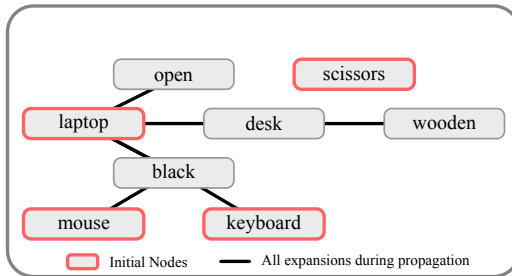 open
scissors
laptop
desk
wooden
black
mouse
keyboard
Initial Nodes
All expansions during propagation